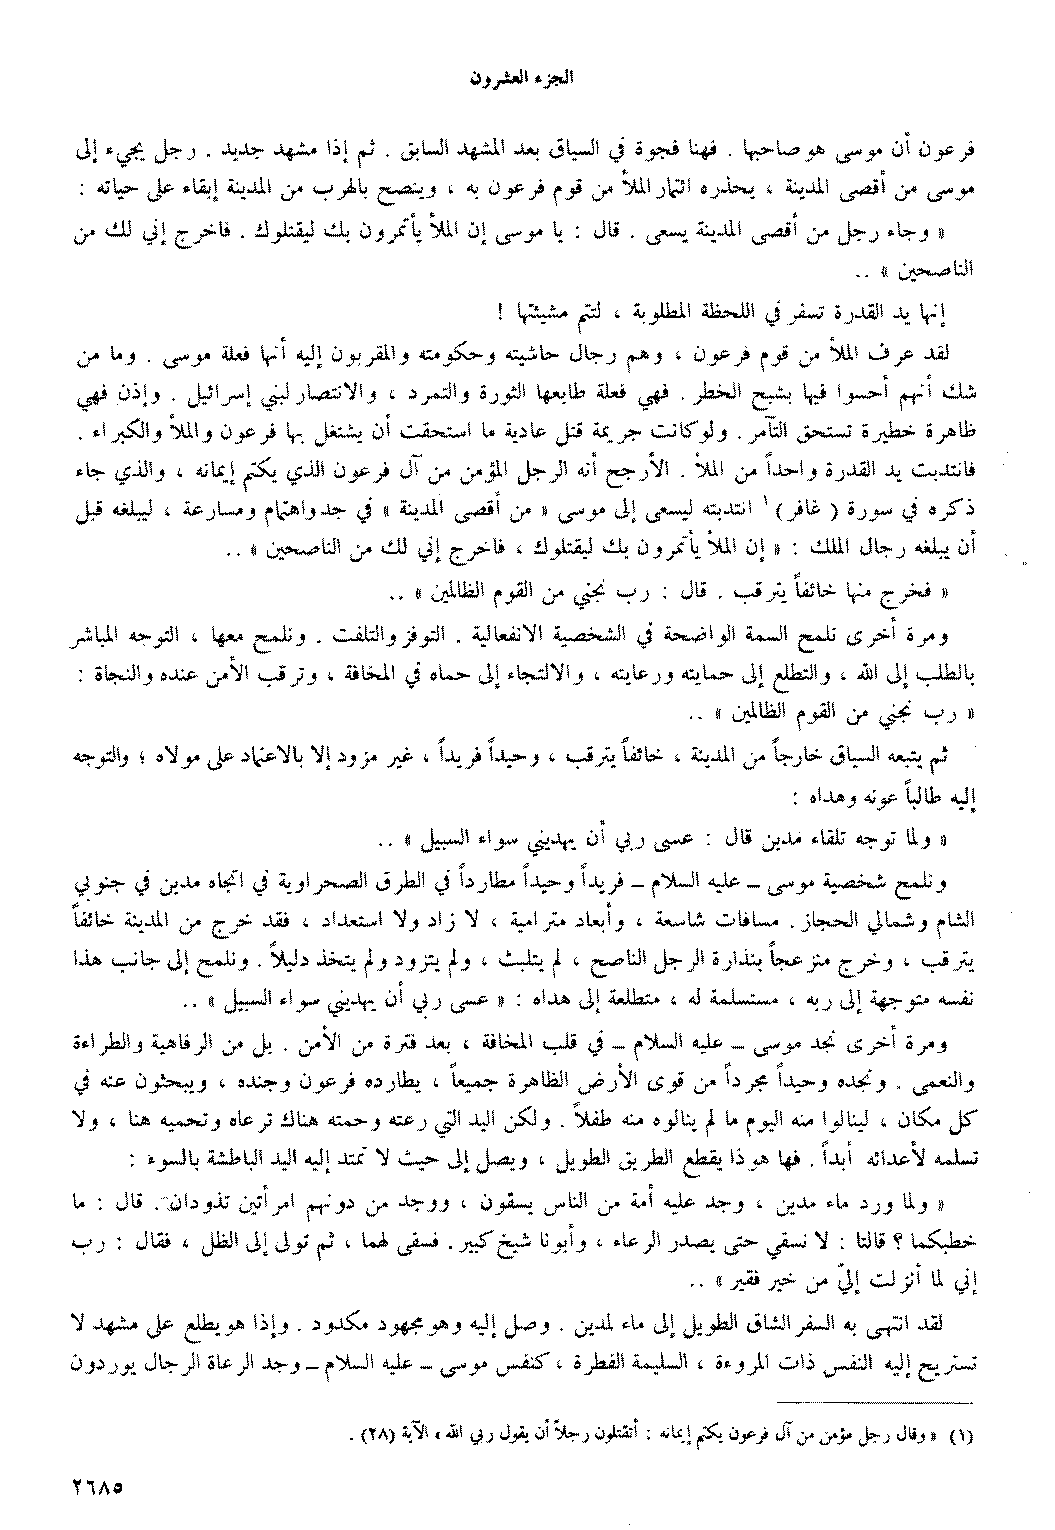 الجزء العشرون
فرعون أن موسى هو صاحبها . فهنا فجوة في السياق بعد المشهد السابق . ثم إذا مشهد جديد . رجل يجيء إلى
موسى من أقصى المدينة ، يحذره ائتمار الملأ من قوم فرعون به ، وينصح بالهرب من المدينة إبقاء على حياته :
« وجاء رجل من أقصى المدينة يسعى . قال : يا موسى إن الملأ يأتمرون بك ليقتلوك . فاخرج إني لك من
الناصحين » ..
إنها يد القدرة تسفر في اللحظة المطلوبة ، لتتم مشيئتها !
لقد عرف الملأ من قوم فرعون ، وهم رجال حاشيته وحكومته والمقربون إليه أنها فعلة موسى . وما من
شك أنهم أحسوا فيها بشبح الخطر . فهي فعلة طابعها الثورة والتمرد ، والانتصار لبني إسرائيل . وإذن فهي
ظاهرة خطيرة تستحق التآمر . ولو كانت جريمة قتل عادية ما استحقت أن يشتغل بها فرعون والملأ والكبراء .
فانتدبت يد القدرة واحداً من الملأ . الأرجح أنه الرجل المؤمن من آل فرعون الذي يكتم إيمانه ، والذي جاء
ذكره في سورة ( غافر ) ١ انتدبته ليسعى إلى موسى « من أقصى المدينة » في جد واهتمام ومسارعة ، ليبلغه قبل
أن يبلغه رجال الملك : « إن الملأ يأتمرون بك ليقتلوك ، فاخرج إني لك من الناصحين » ..
« فخرج منها خائفاً يترقب . قال : رب نجني من القوم الظالمين » ..
ومرة أخرى نلمح السمة الواضحة في الشخصية الانفعالية . التوفز والتلفت . ونلمح معها ، التوجه المباشر
بالطلب إلى الله ، والتطلع إلى حمايته ورعايته ، والالتجاء إلى حماه في المخافة ، وترقب الأمن عنده والنجاة :
« رب نجني من القوم الظالمين » ..
ثم يتبعه السياق خارجاً من المدينة ، خائفاً يترقب ، وحيداً فريداً ، غير مزود إلا بالاعتماد على مولاه ؛ والتوجه
إليه طالباً عونه وهداه :
« ولما توجه تلقاء مدين قال : عسى ربي أن يهديني سواء السبيل » ..
ونلمح شخصية موسى ــ عليه السلام ــ فريداً وحيداً مطارداً في الطرق الصحراوية في اتجاه مدين في جنوبي
الشام وشمالي الحجاز . مسافات شاسعة ، وأبعاد مترامية ، لا زاد ولا استعداد ، فقد خرج من المدينة خائفاً
يترقب ، وخرج منزعجاً بنذارة الرجل الناصح ، لم يتلبث ، ولم يتزود ولم يتخذ دليلاً . ونلمح إلى جانب هذا
نفسه متوجهة إلى ربه ، مستسلمة له ، متطلعة إلى هداه : « عسى ربي أن يهديني سواء السبيل » ..
ومرة أخرى نجد موسى ــ عليه السلام ــ في قلب المخافة ، بعد فترة من الأمن . بل من الرفاهية والطراءة
والنعمى . ونجده وحيداً مجرداً من قوى الأرض الظاهرة جميعاً ، يطارده فرعون وجنده ، ويبحثون عنه في
كل مكان ، لينالوا منه اليوم ما لم ينالوه منه طفلاً . ولكن اليد التي رعته وحمته هناك ترعاه وتحميه هنا ، ولا
تسلمه لأعدائه أبداً . فها هو ذا يقطع الطريق الطويل ، ويصل إلى حيث لا تمتد إليه اليد الباطشة بالسوء :
« ولما ورد ماء مدين ، وجد عليه أمة من الناس يسقون ، ووجد من دونهم امرأتين تذودان . قال : ما
خطبكما ؟ قالتا : لا نسقي حتى يصدر الرعاء ، وأبونا شيخ كبير . فسقى لهما ، ثم تولى إلى الظل ، فقال : رب
إني لما أنزلت إليّ من خير فقير » ..
لقد انتهى به السفر الشاق الطويل إلى ماء لمدين . وصل إليه وهو مجهود مكدود . وإذا هو يطلع على مشهد لا
تستريح إليه النفس ذات المروءة ، السليمة الفطرة ، كنفس موسى ــ عليه السلام ــ وجد الرعاة الرجال يوردون
(١) « وقال رجل مؤمن من آل فرعون يكتم إيمانه : أتقتلون رجلاً أن يقول ربي الله » الآية (٢٨) .
٢٦٨٥